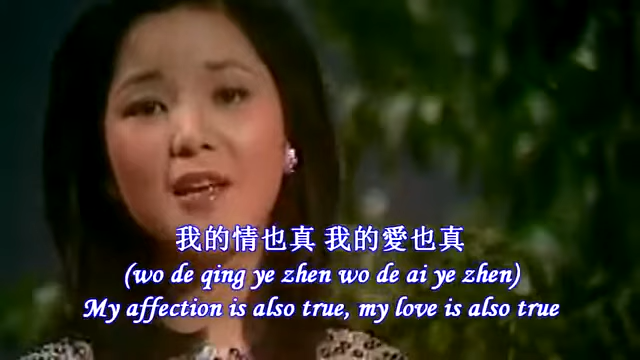 我的情也真 我的愛也真
(wo de qing ye zhen wo de ai ye zhen)
My affection is also true, my love is also true